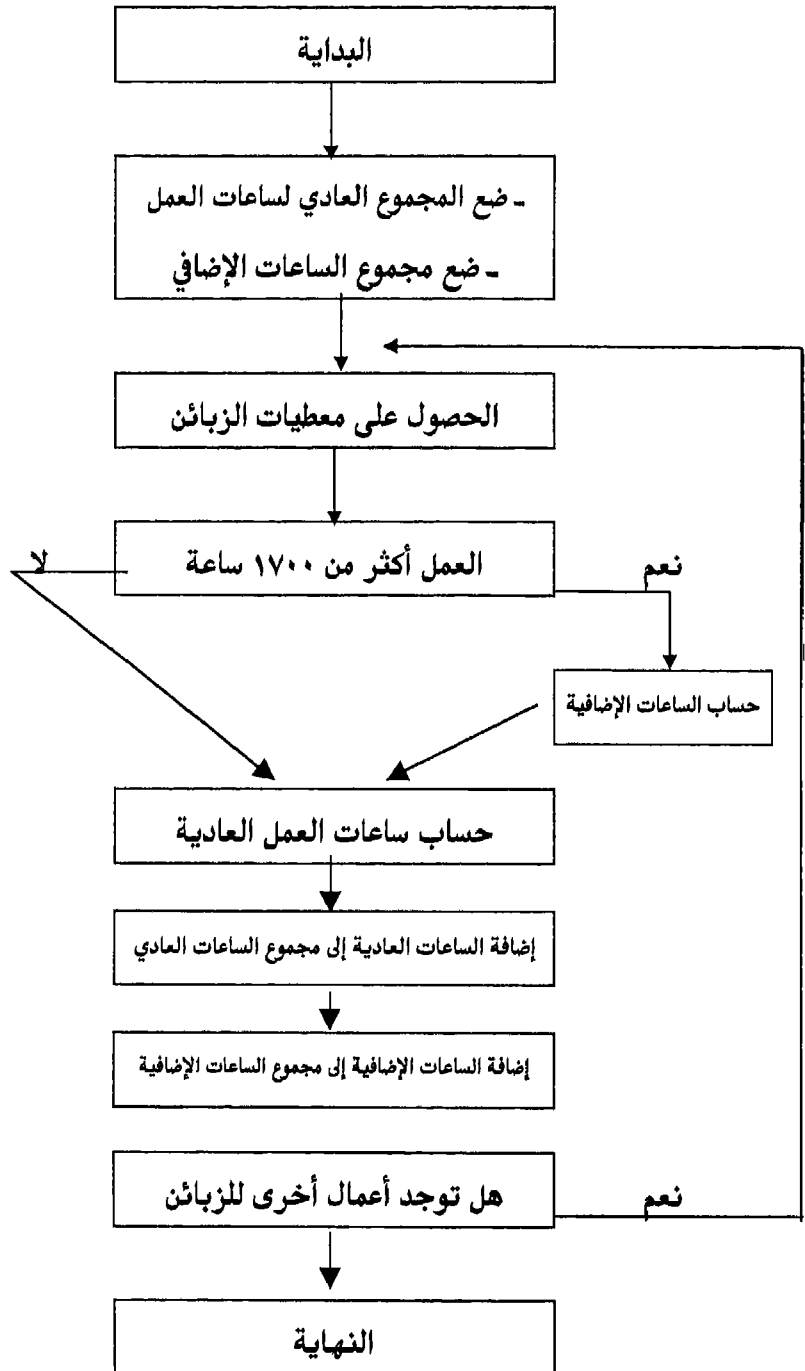 البداية
ـ ضع المجموع العادي لساعات العمل
ـ ضع مجموع الساعات الإضافي
الحصول على معطيات الزبائن
العمل أكثر من ١٧٠٠ ساعة
نعم
لا
حساب الساعات الإضافية
حساب ساعات العمل العادية
إضافة الساعات العادية إلى مجموع الساعات العادي
إضافة الساعات الإضافية إلى مجموع الساعات الإضافية
هل توجد أعمال أخرى للزبائن
نعم
النهاية